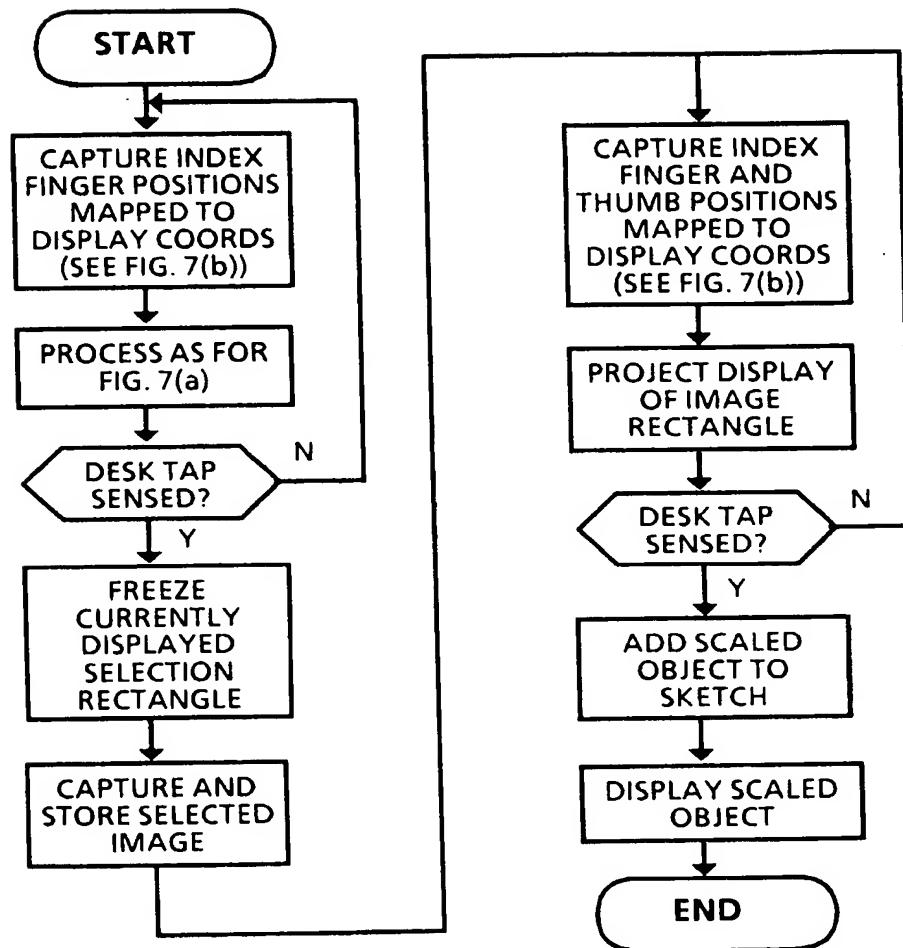 START
CAPTURE INDEX
FINGER POSITIONS
MAPPED TO
DISPLAY COORDS
(SEE FIG. 7(b))
PROCESS AS FOR
FIG. 7(a)
DESK TAP
SENSED?
N
Y
FREEZE
CURRENTLY
DISPLAYED
SELECTION
RECTANGLE
CAPTURE AND
STORE SELECTED
IMAGE
CAPTURE INDEX
FINGER AND
THUMB POSITIONS
MAPPED TO
DISPLAY COORDS
(SEE FIG. 7(b))
PROJECT DISPLAY
OF IMAGE
RECTANGLE
DESK TAP
SENSED?
N
Y
ADD SCALED
OBJECT TO
SKETCH
DISPLAY SCALED
OBJECT
END